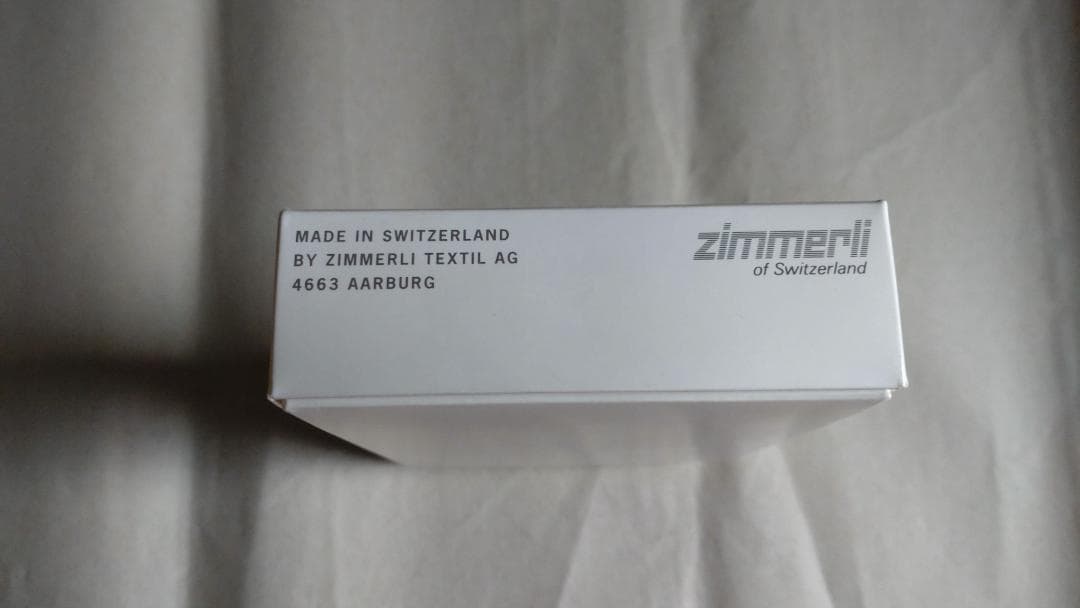 MADE IN SWITZERLAND
BY ZIMMERLI TEXTIL AG
4663 AARBURG
zimmerli
of Switzerland